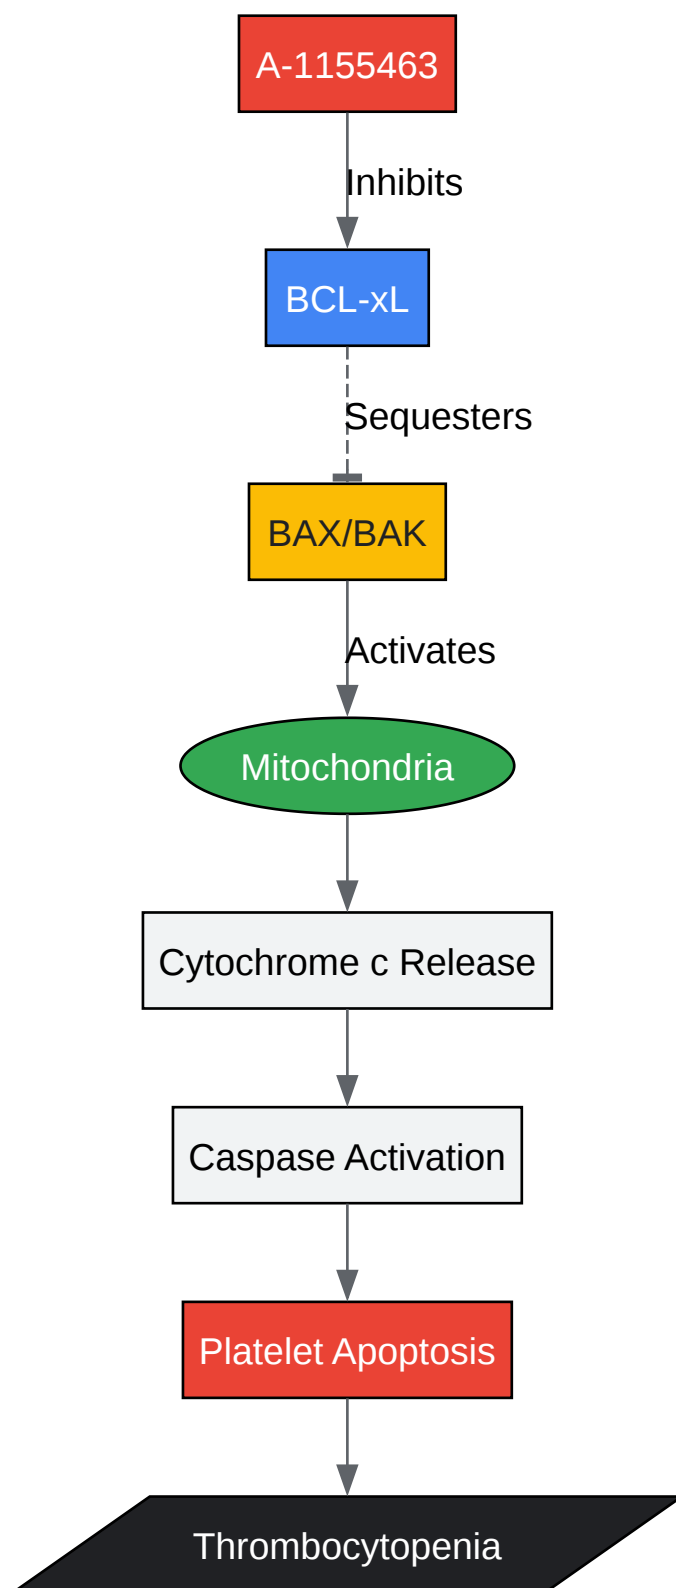 A-1155463
Inhibits
BCL-xL
Sequesters
BAX/BAK
Activates
Mitochondria
Cytochrome c Release
Caspase Activation
Platelet Apoptosis
Thrombocytopenia